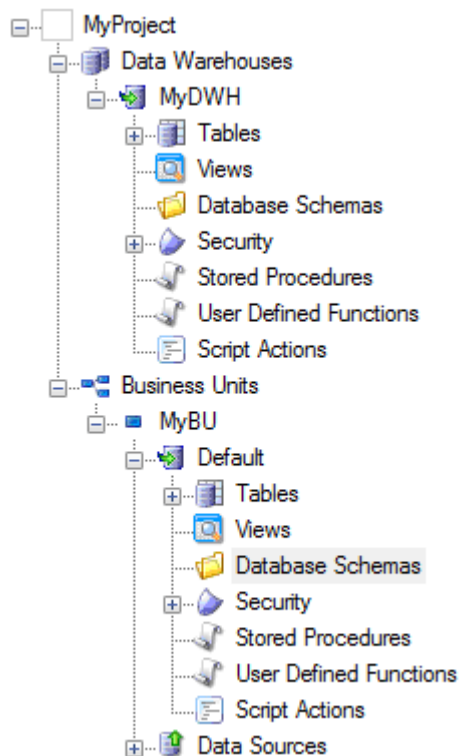 MyProject
Data Warehouses
MyDWH
Tables
Views
Database Schemas
Security
Stored Procedures
User Defined Functions
Script Actions
Business Units
MyBU
Default
Tables
Views
Database Schemas
Security
Stored Procedures
User Defined Functions
Script Actions
Data Sources